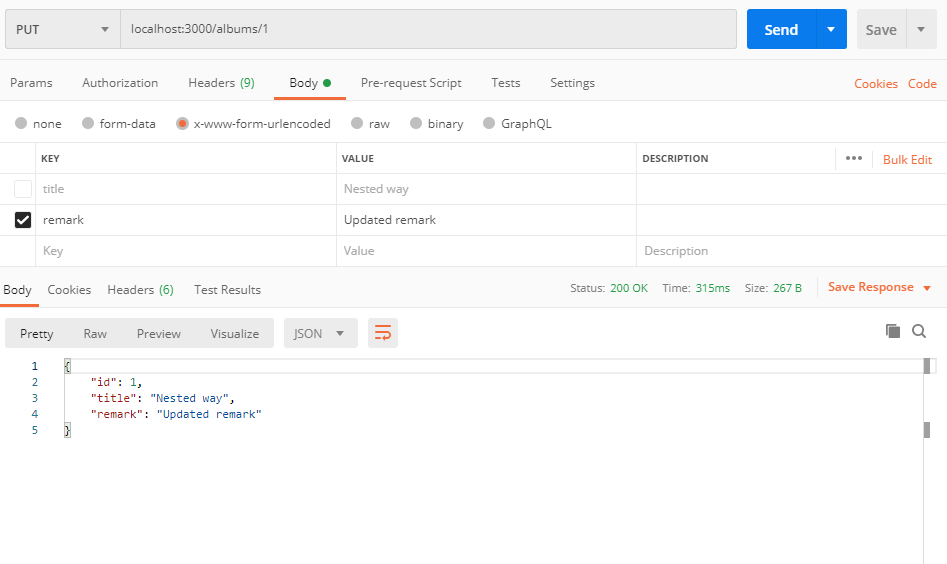 PUT localhost:3000/albums/1 Send Save
Params Authorization Headers (9) Body Pre-request Script Tests Settings Cookies Code
none form-data x-www-form-urlencoded raw binary GraphQL
KEY VALUE DESCRIPTION ••• Bulk Edit
title Nested way
remark Updated remark
Key Value Description
Body Cookies Headers (6) Test Results Status: 200 OK Time: 315ms Size: 267 B Save Response
Pretty Raw Preview Visualize JSON
1 {
2 "id": 1,
3 "title": "Nested way",
4 "remark": "Updated remark"
5 }